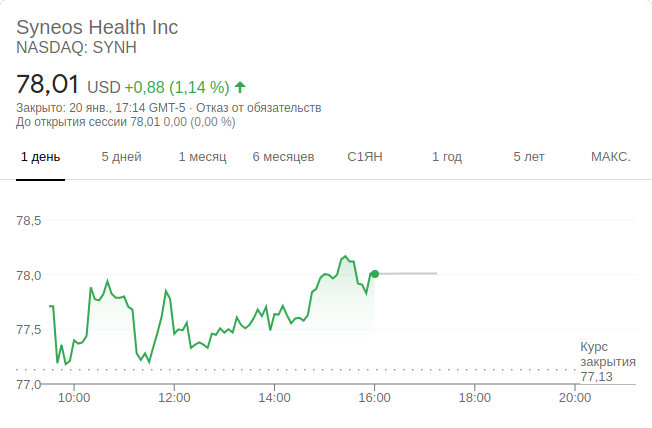 Syneos Health Inc
NASDAQ: SYNH
78,01 USD +0,88 (1,14 %)
Закрыто: 20 янв., 17:14 GMT-5 · Отказ от обязательств
До открытия сессии 78,01 0,00 (0,00 %)
1 день 5 дней 1 месяц 6 месяцев С1ЯН 1 год 5 лет МАКС.
78,5
78,0
77,5
Курс
закрытия
77,13
77,0
10:00 12:00 14:00 16:00 18:00 20:00